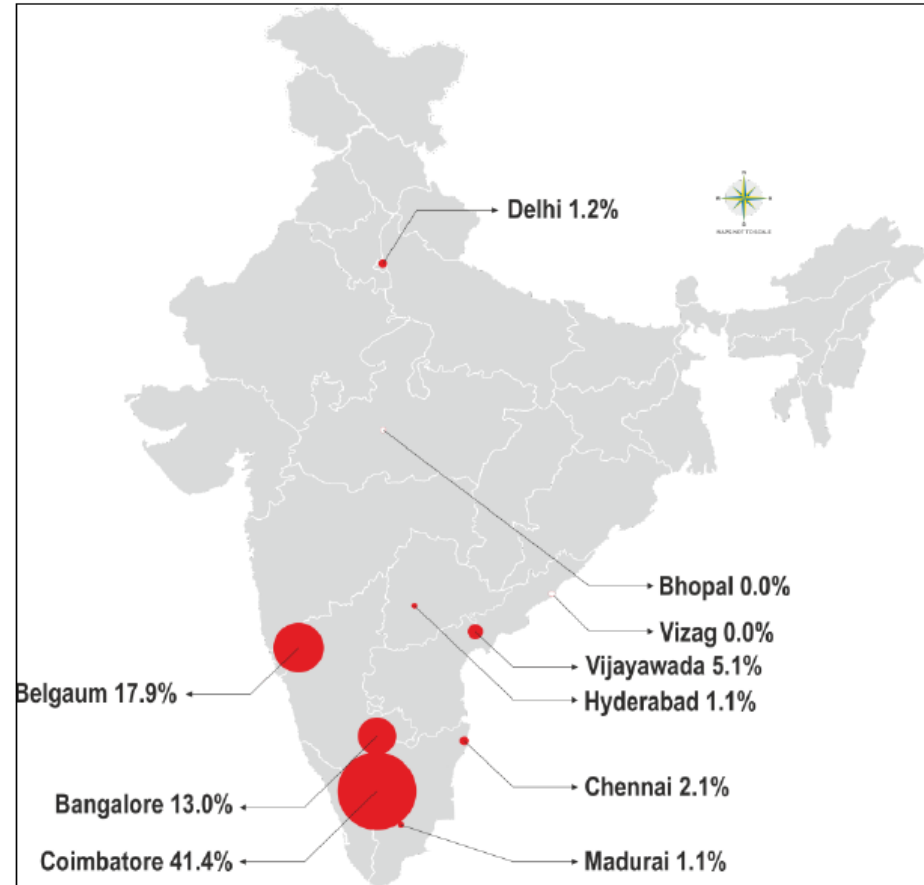 Delhi 1.2%
N
W
E
S
Bhopal 0.0%
Vizag 0.0%
Vijayawada 5.1%
Belgaum 17.9%
Hyderabad 1.1%
Chennai 2.1%
Bangalore 13.0%
Coimbatore 41.4%
Madurai 1.1%